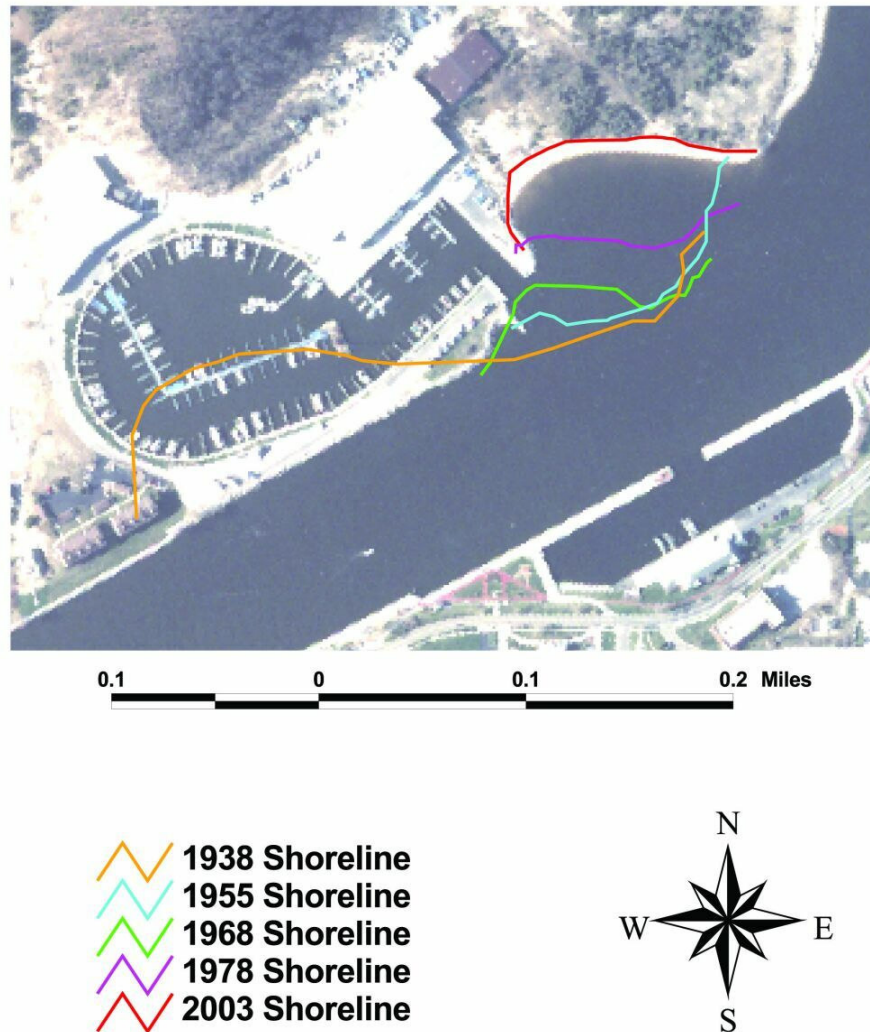 0.1 0 0.1 0.2 Miles
1938 Shoreline
1955 Shoreline
1968 Shoreline
1978 Shoreline
2003 Shoreline
N
W E
S